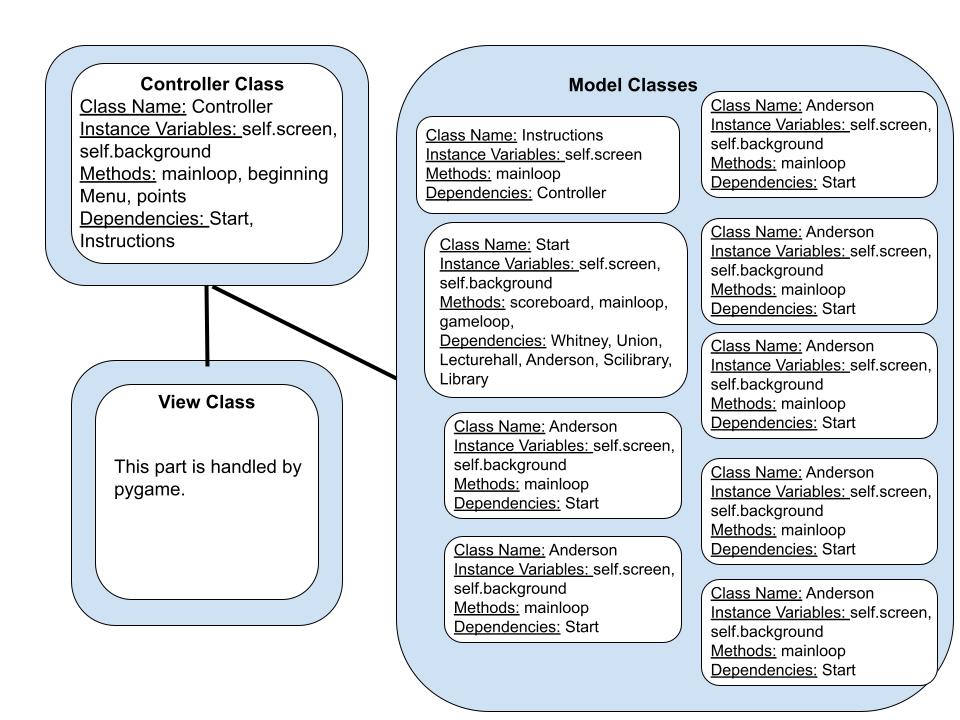 Controller Class
Class Name: Controller
Instance Variables: self.screen,
self.background
Methods: mainloop, beginning
Menu, points
Dependencies: Start,
Instructions
View Class
This part is handled by
pygame.
Model Classes
Class Name: Instructions
Instance Variables: self.screen
Methods: mainloop
Dependencies: Controller
Class Name: Start
Instance Variables: self.screen,
self.background
Methods: scoreboard, mainloop,
gameloop,
Dependencies: Whitney, Union,
Lecturehall, Anderson, Scilibrary,
Library
Class Name: Anderson
Instance Variables: self.screen,
self.background
Methods: mainloop
Dependencies: Start
Class Name: Anderson
Instance Variables: self.screen,
self.background
Methods: mainloop
Dependencies: Start
Class Name: Anderson
Instance Variables: self.screen,
self.background
Methods: mainloop
Dependencies: Start
Class Name: Anderson
Instance Variables: self.screen,
self.background
Methods: mainloop
Dependencies: Start
Class Name: Anderson
Instance Variables: self.screen,
self.background
Methods: mainloop
Dependencies: Start
Class Name: Anderson
Instance Variables: self.screen,
self.background
Methods: mainloop
Dependencies: Start
Class Name: Anderson
Instance Variables: self.screen,
self.background
Methods: mainloop
Dependencies: Start